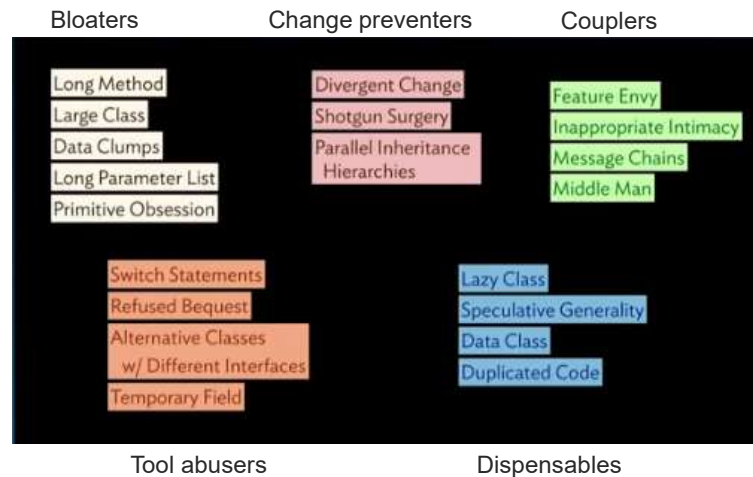 Bloaters
Change preventers
Couplers
Long Method
Large Class
Data Clumps
Long Parameter List
Primitive Obsession
Divergent Change
Shotgun Surgery
Parallel Inheritance
Hierarchies
Feature Envy
Inappropriate Intimacy
Message Chains
Middle Man
Switch Statements
Refused Bequest
Alternative Classes
w/ Different Interfaces
Temporary Field
Lazy Class
Speculative Generality
Data Class
Duplicated Code
Tool abusers
Dispensables